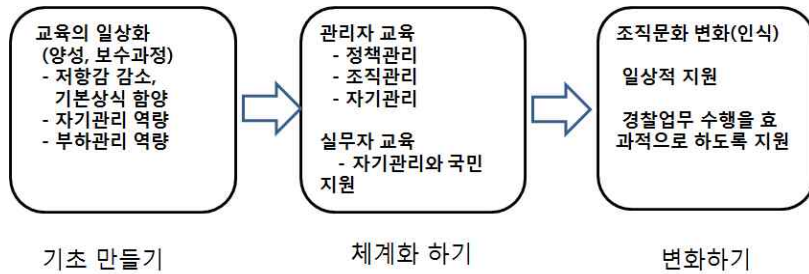 교육의 일상화
(양성, 보수과정)
- 저항감 감소,
기본상식 함양
- 자기관리 역량
- 부하관리 역량
관리자 교육
- 정책관리
- 조직관리
- 자기관리
실무자 교육
- 자기관리와 국민
지원
조직문화 변화(인식)
일상적 지원
경찰업무 수행을 효
과적으로 하도록 지원
기초 만들기
체계화 하기
변화하기